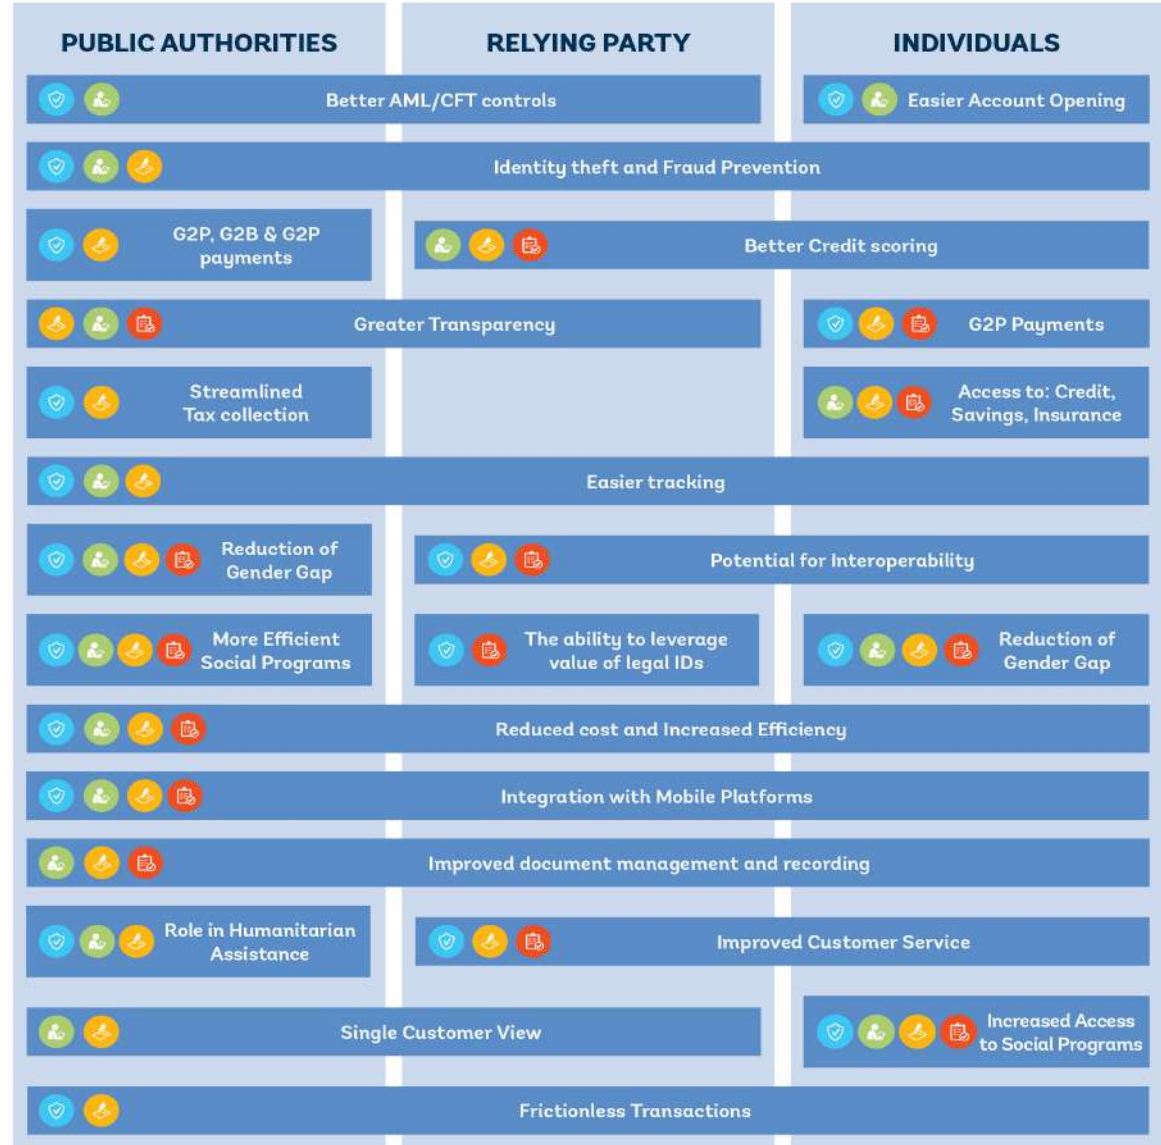 PUBLIC AUTHORITIES
RELYING PARTY
INDIVIDUALS
Better AML/CFT controls
Easier Account Opening
Identity theft and Fraud Prevention
G2P, G2B & G2P
payments
Better Credit scoring
Greater Transparency
G2P Payments
Streamlined
Tax collection
Access to: Credit,
Savings, Insurance
Easier tracking
Reduction of
Gender Gap
Potential for Interoperability
More Efficient
Social Programs
The ability to leverage
value of legal IDs
Reduction of
Gender Gap
Reduced cost and Increased Efficiency
Integration with Mobile Platforms
Improved document management and recording
Role in Humanitarian
Assistance
Improved Customer Service
Single Customer View
Increased Access
to Social Programs
Frictionless Transactions